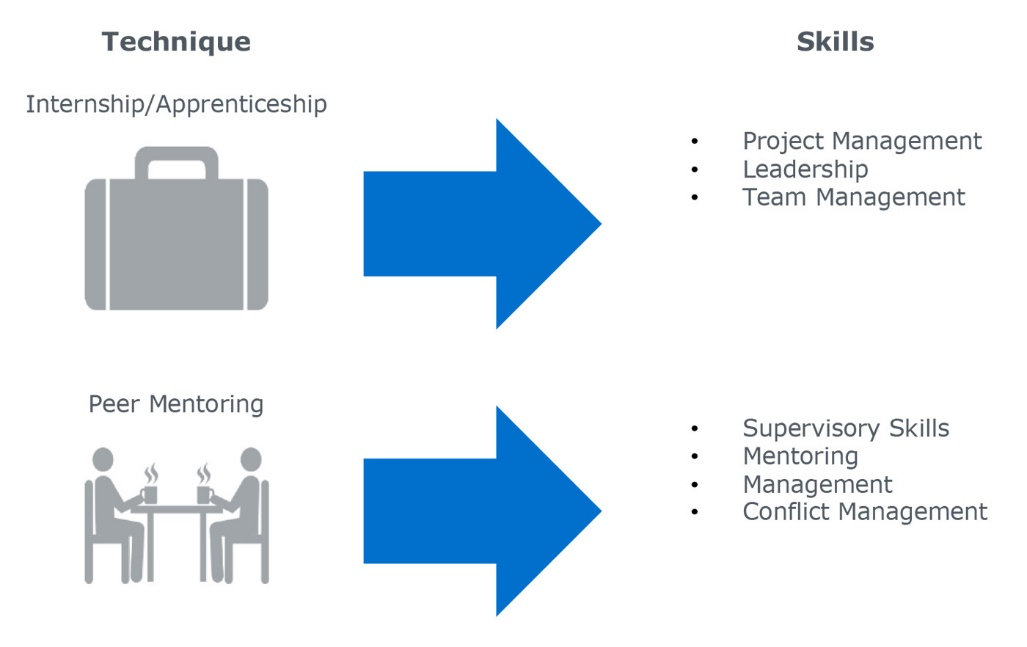 Technique
Skills
Internship/Apprenticeship
• Project Management
• Leadership
• Team Management
Peer Mentoring
• Supervisory Skills
• Mentoring
• Management
• Conflict Management